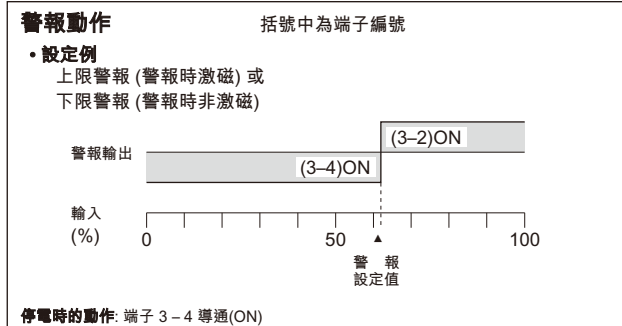 警報動作 括號中為端子編號
• 設定例
上限警報 (警報時激磁) 或
下限警報 (警報時非激磁)
(3–2)ON
警報輸出
(3–4)ON
輸入
(%) 0 50 100
▲
警 報
設定值
停電時的動作: 端子 3 – 4 導通(ON)